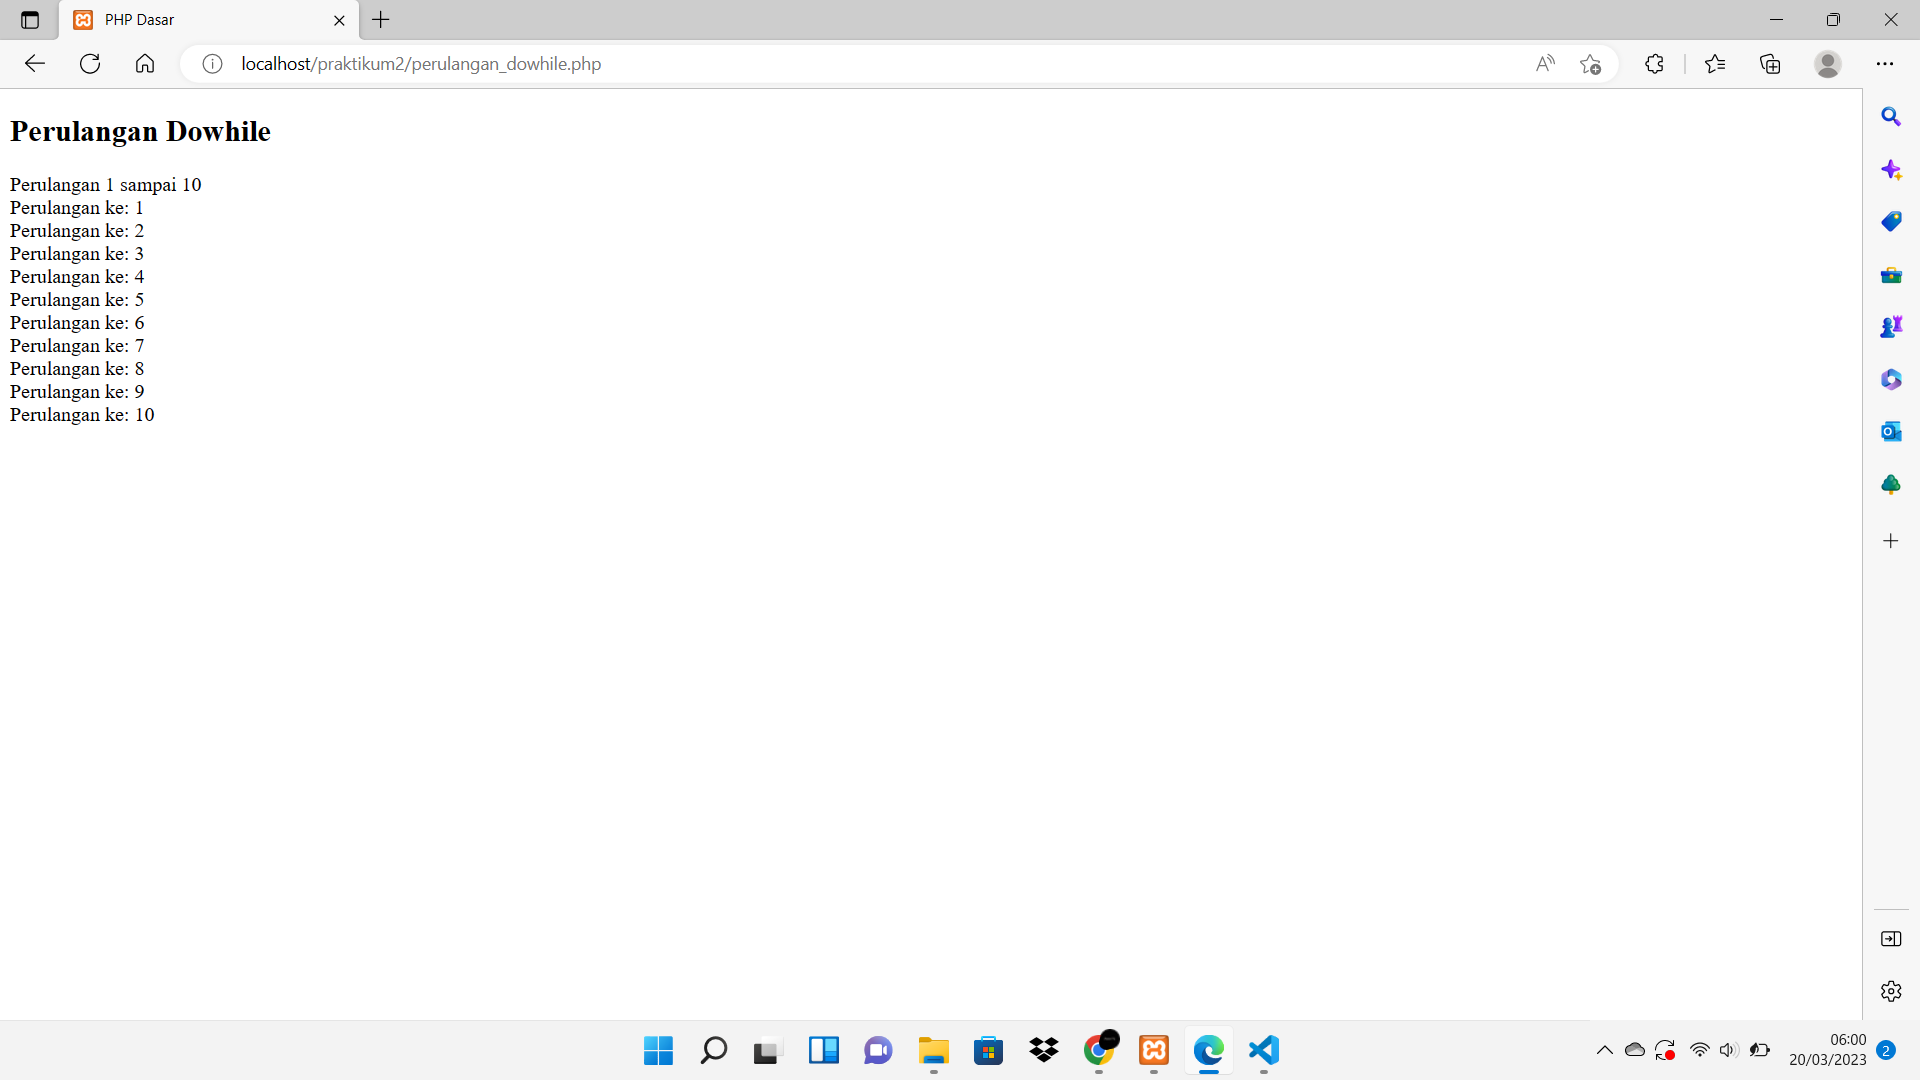 PHP Dasar
localhost/praktikum2/perulangan_dowhile.php
Perulangan Dowhile
Perulangan 1 sampai 10
Perulangan ke: 1
Perulangan ke: 2
Perulangan ke: 3
Perulangan ke: 4
Perulangan ke: 5
Perulangan ke: 6
Perulangan ke: 7
Perulangan ke: 8
Perulangan ke: 9
Perulangan ke: 10
06:00
20/03/2023
2